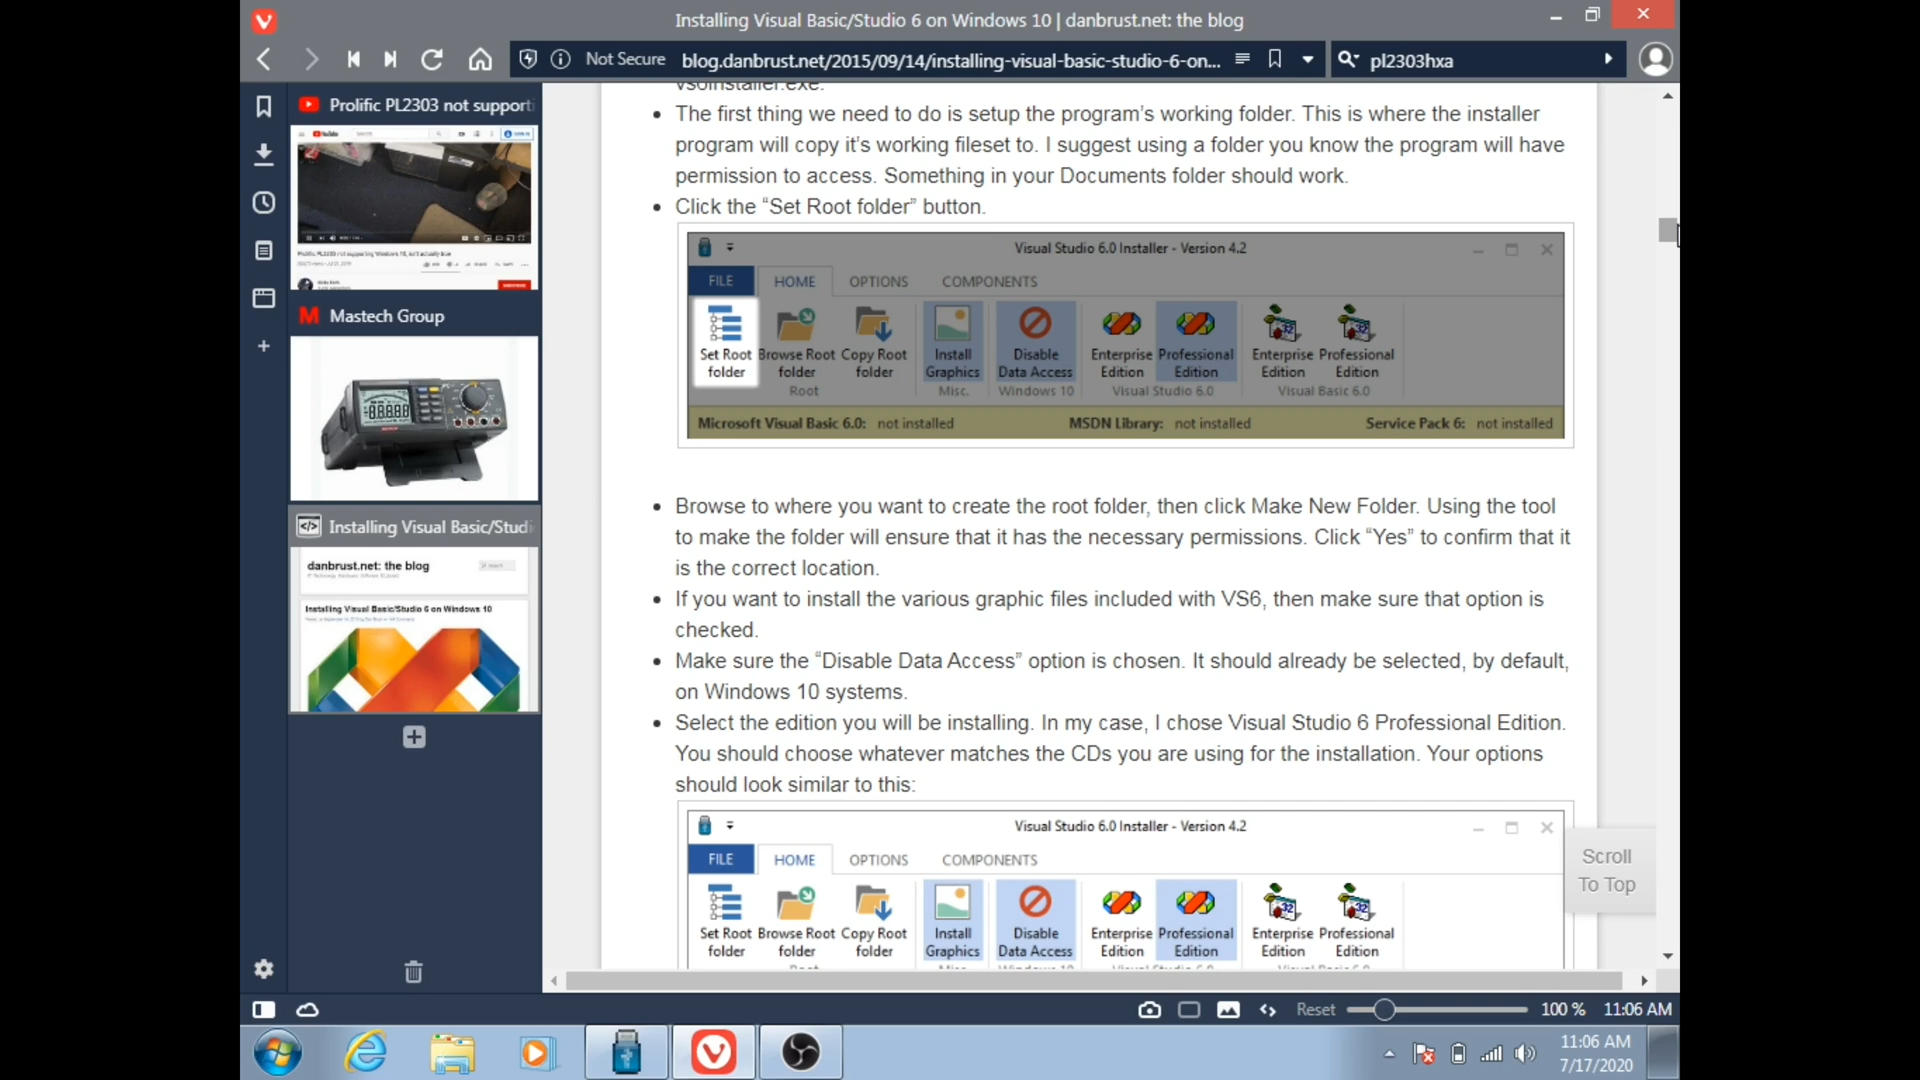 Installing Visual Basic/Studio 6 on Windows 10 | danbrust.net: the blog
Not Secure
blog.danbrust.net/2015/09/14/installing-visual-basic-studio-6-on...
pl2303hxa
Prolific PL2303 not supporti
Prolific PL2303 not supporting Windows 10, isn't actually true
Mastech Group
Installing Visual Basic/Studi
danbrust.net: the blog
Installing Visual Basic/Studio 6 on Windows 10
vs6installer.exe.
The first thing we need to do is setup the program's working folder. This is where the installer
program will copy it's working fileset to. I suggest using a folder you know the program will have
permission to access. Something in your Documents folder should work.
Click the “Set Root folder” button.
Visual Studio 6.0 Installer - Version 4.2
FILE HOME OPTIONS COMPONENTS
Set Root folder
Browse Root folder
Copy Root folder
Install Graphics
Disable Data Access
Enterprise Edition
Professional Edition
Enterprise Edition
Professional Edition
Root Misc. Windows 10 Visual Studio 6.0 Visual Basic 6.0
Microsoft Visual Basic 6.0: not installed MSDN Library: not installed Service Pack 6: not installed
Browse to where you want to create the root folder, then click Make New Folder. Using the tool
to make the folder will ensure that it has the necessary permissions. Click “Yes” to confirm that it
is the correct location.
If you want to install the various graphic files included with VS6, then make sure that option is
checked.
Make sure the “Disable Data Access” option is chosen. It should already be selected, by default,
on Windows 10 systems.
Select the edition you will be installing. In my case, I chose Visual Studio 6 Professional Edition.
You should choose whatever matches the CDs you are using for the installation. Your options
should look similar to this:
Visual Studio 6.0 Installer - Version 4.2
FILE HOME OPTIONS COMPONENTS
Set Root folder
Browse Root folder
Copy Root folder
Install Graphics
Disable Data Access
Enterprise Edition
Professional Edition
Enterprise Edition
Professional Edition
Scroll
To Top
Reset
100 %
11:06 AM
11:06 AM
7/17/2020